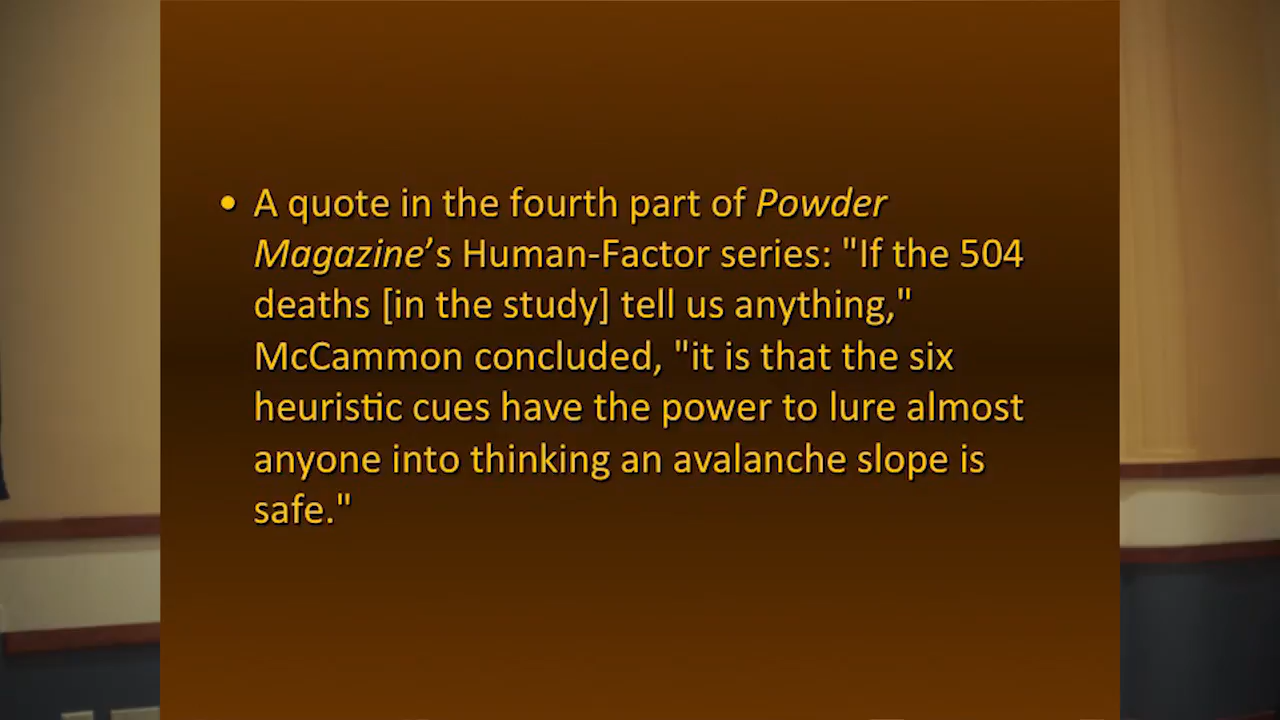 • A quote in the fourth part of Powder
Magazine’s Human-Factor series: "If the 504
deaths [in the study] tell us anything,"
McCammon concluded, "it is that the six
heuristic cues have the power to lure almost
anyone into thinking an avalanche slope is
safe."